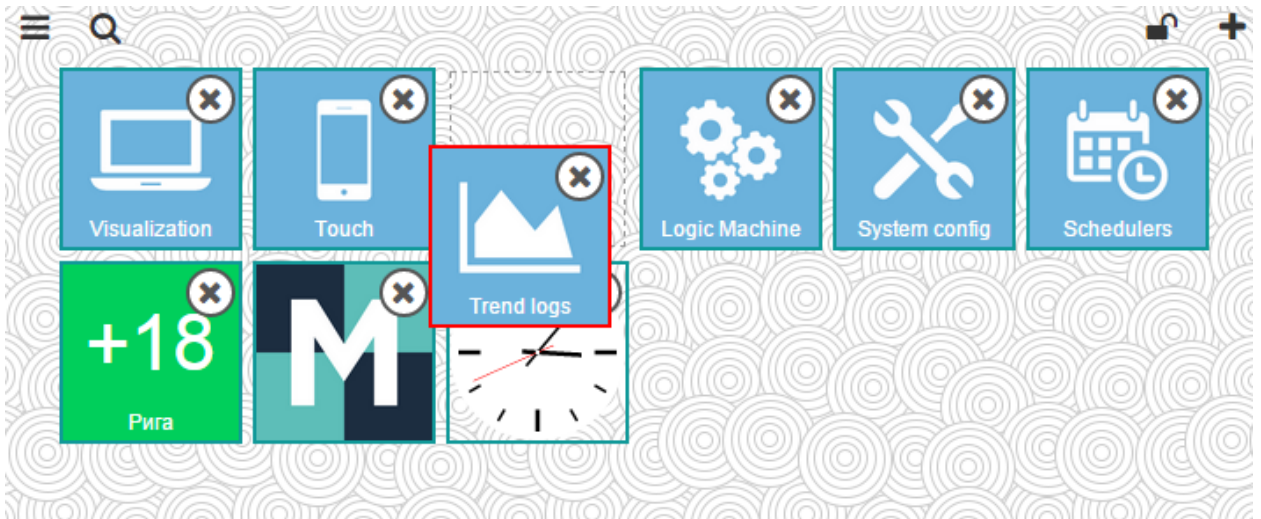 Visualization
Touch
Trend logs
Logic Machine
System config
Schedulers
+18
Рига
M